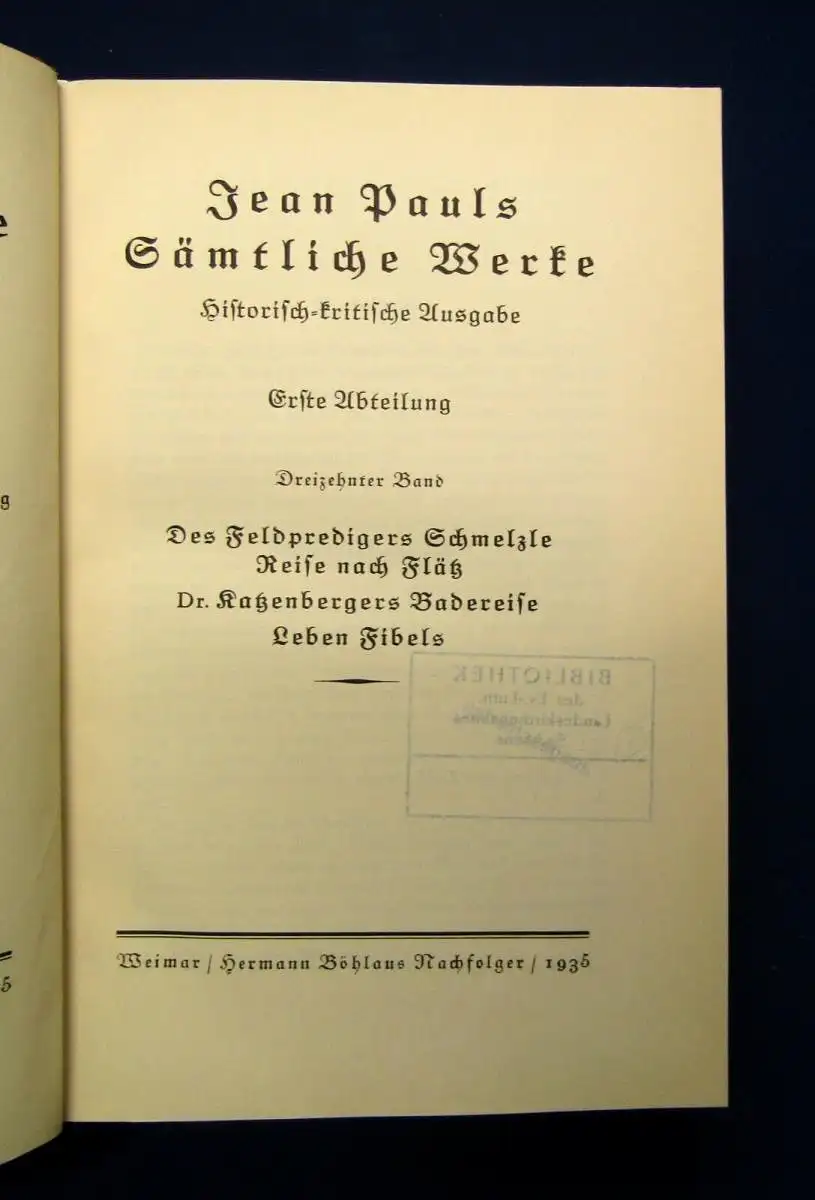 Jean Pauls
Sämtliche Werke
Historisch-kritische Ausgabe
Erste Abteilung
Dreizehnter Band
Des Feldpredigers Schmelzle
Reise nach Flätz
Dr. Katzenbergers Badereise
Leben Fibels
BIBLIOTHEK
Weimar / Hermann Böhlaus Nachfolger / 1935
e
g
5